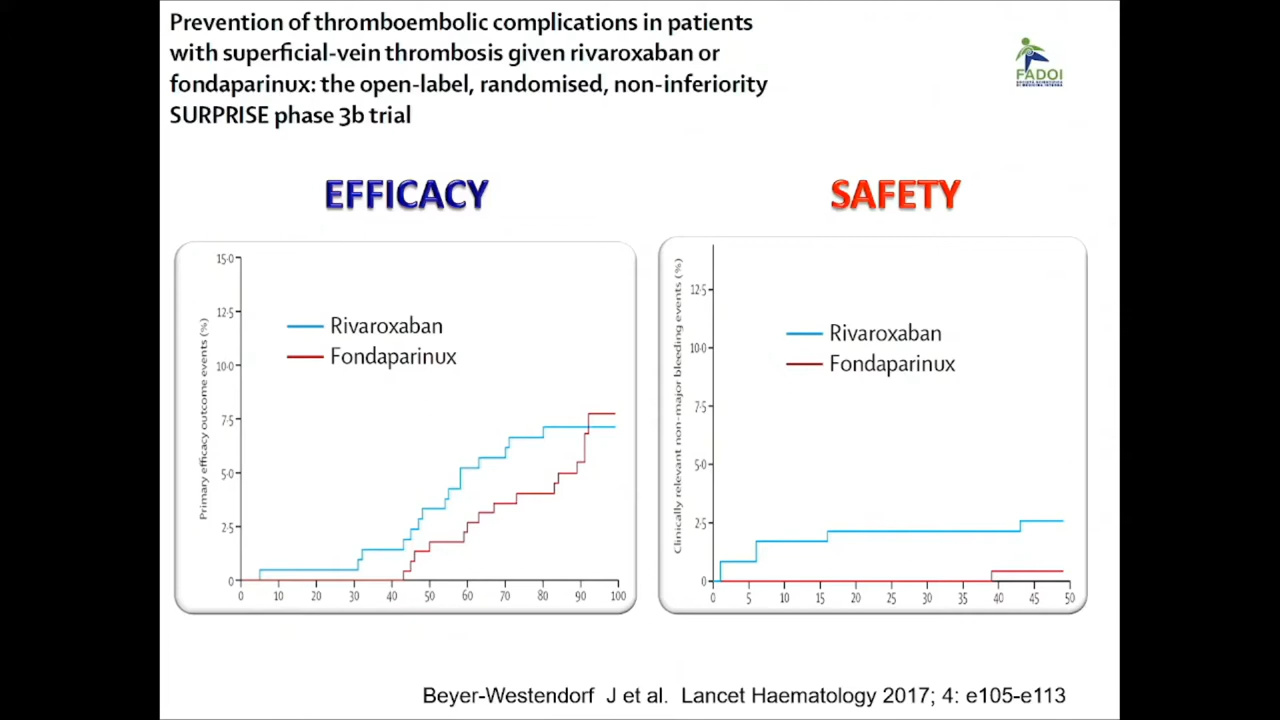 Prevention of thromboembolic complications in patients
with superficial-vein thrombosis given rivaroxaban or
fondaparinux: the open-label, randomised, non-inferiority
SURPRISE phase 3b trial
FADOI
EFFICACY
SAFETY
Primary efficacy outcome events (%)
15·0
12·5
10·0
7·5
5·0
2·5
0
Rivaroxaban
Fondaparinux
0 10 20 30 40 50 60 70 80 90 100
Clinically relevant non-major bleeding events (%)
12·5
10·0
7·5
5·0
2·5
0
Rivaroxaban
Fondaparinux
0 5 10 15 20 25 30 35 40 45 50
Beyer-Westendorf J et al. Lancet Haematology 2017; 4: e105-e113